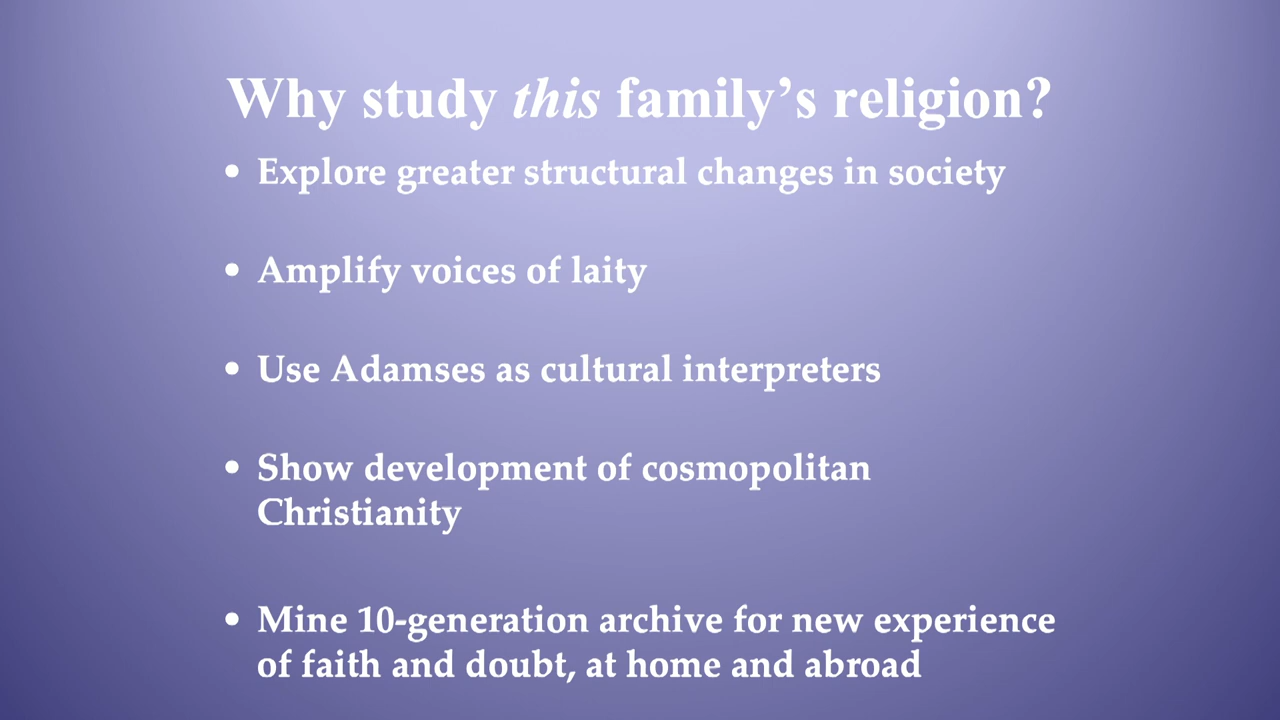 Why study this family’s religion?
• Explore greater structural changes in society
• Amplify voices of laity
• Use Adamses as cultural interpreters
• Show development of cosmopolitan
Christianity
• Mine 10-generation archive for new experience
of faith and doubt, at home and abroad